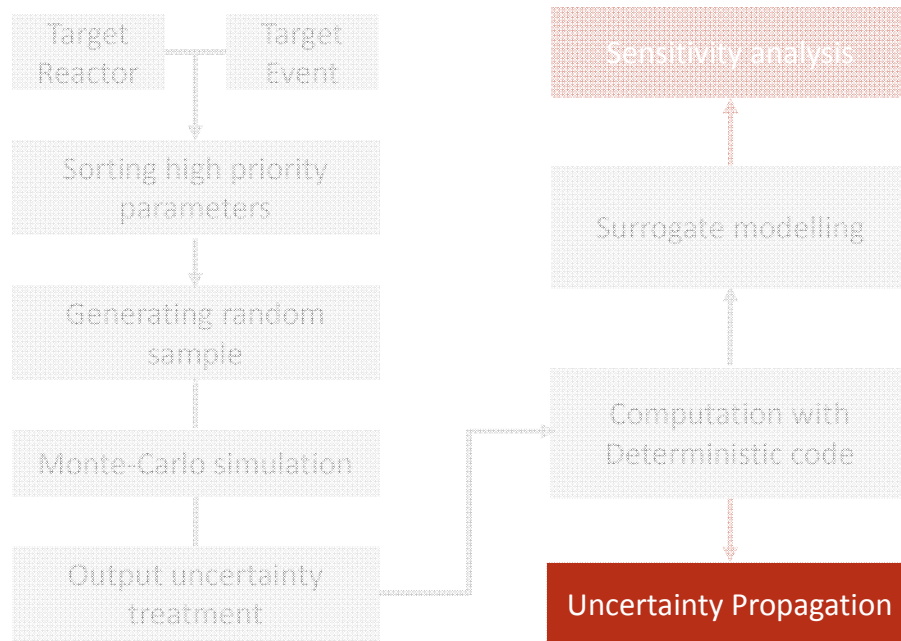 Target
Reactor
Target
Event
Sorting high priority
parameters
Generating random
sample
Monte-Carlo simulation
Output uncertainty
treatment
Sensitivity analysis
Surrogate modelling
Computation with
Deterministic code
Uncertainty Propagation